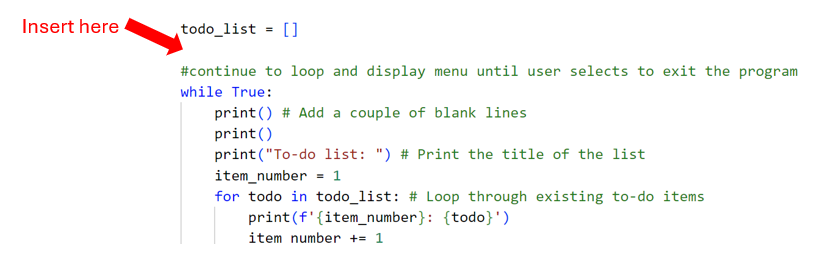 Insert here
todo_list = []
#continue to loop and display menu until user selects to exit the program
while True:
    print() # Add a couple of blank lines
    print()
    print("To-do list: ") # Print the title of the list
    item_number = 1
    for todo in todo_list: # Loop through existing to-do items
        print(f'{item_number}: {todo}')
        item number += 1